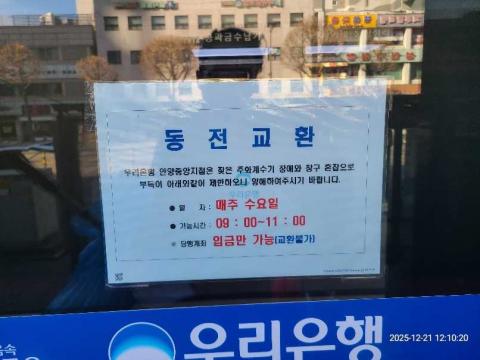 동전교환
우리은행 안양중앙지점은 잦은 주화계수기 장애와 창구 혼잡으로
부득이 아래와같이 제한하오니 양해하여주시기 바랍니다.
우리은행
● 일 자 : 매주 수요일
● 가능시간 : 09 : 00~11 : 00
● 당행계좌 입금만 가능(교환불가)
우리은행
2025-12-21 12:10:20